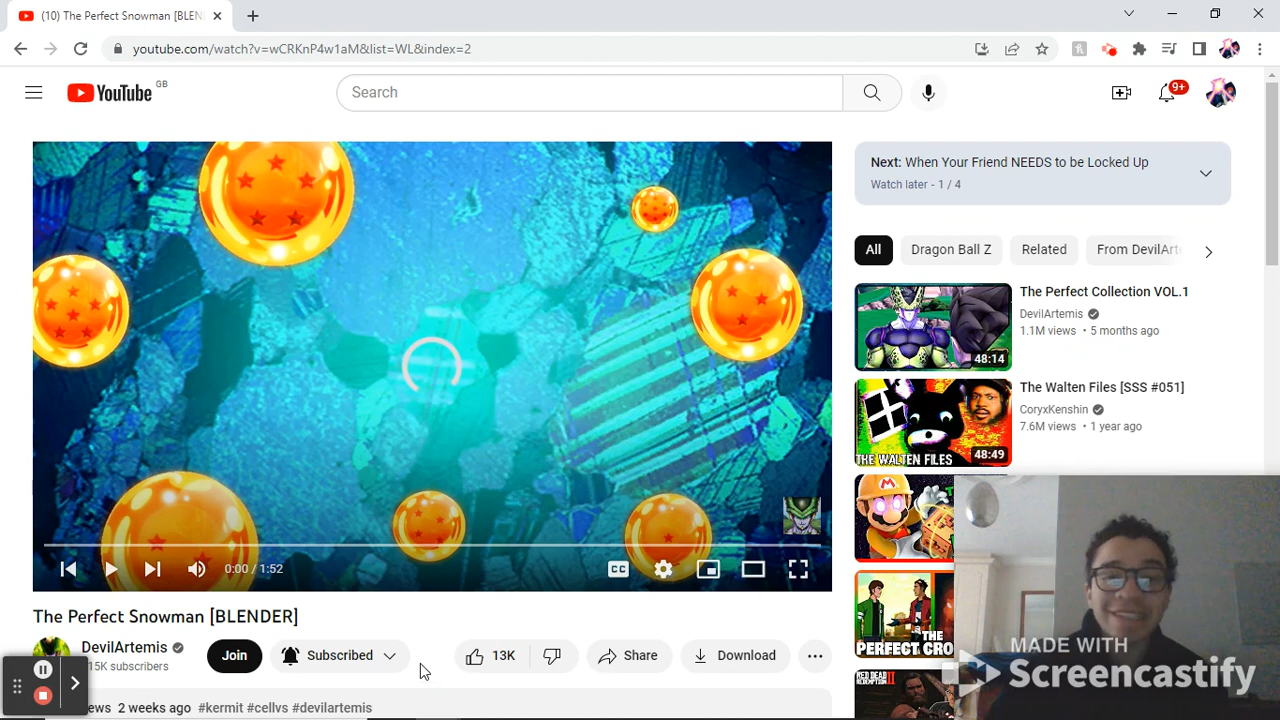 (10) The Perfect Snowman [BLEN
youtube.com/watch?v=wCRKnP4w1aM&list=WL&index=2
YouTube GB
Search
9+
Next: When Your Friend NEEDS to be Locked Up
Watch later - 1 / 4
All
Dragon Ball Z
Related
From DevilArte
The Perfect Collection VOL.1
DevilArtemis
1.1M views • 5 months ago
48:14
The Walten Files [SSS #051]
CoryxKenshin
7.6M views • 1 year ago
THE WALTEN FILES
48:49
0:00 / 1:52
CC
The Perfect Snowman [BLENDER]
DevilArtemis
15K subscribers
Join
Subscribed
13K
Share
Download
THE
PERFECT CRO
MADE WITH
Screencastify
ews 2 weeks ago #kermit #cellvs #devilartemis